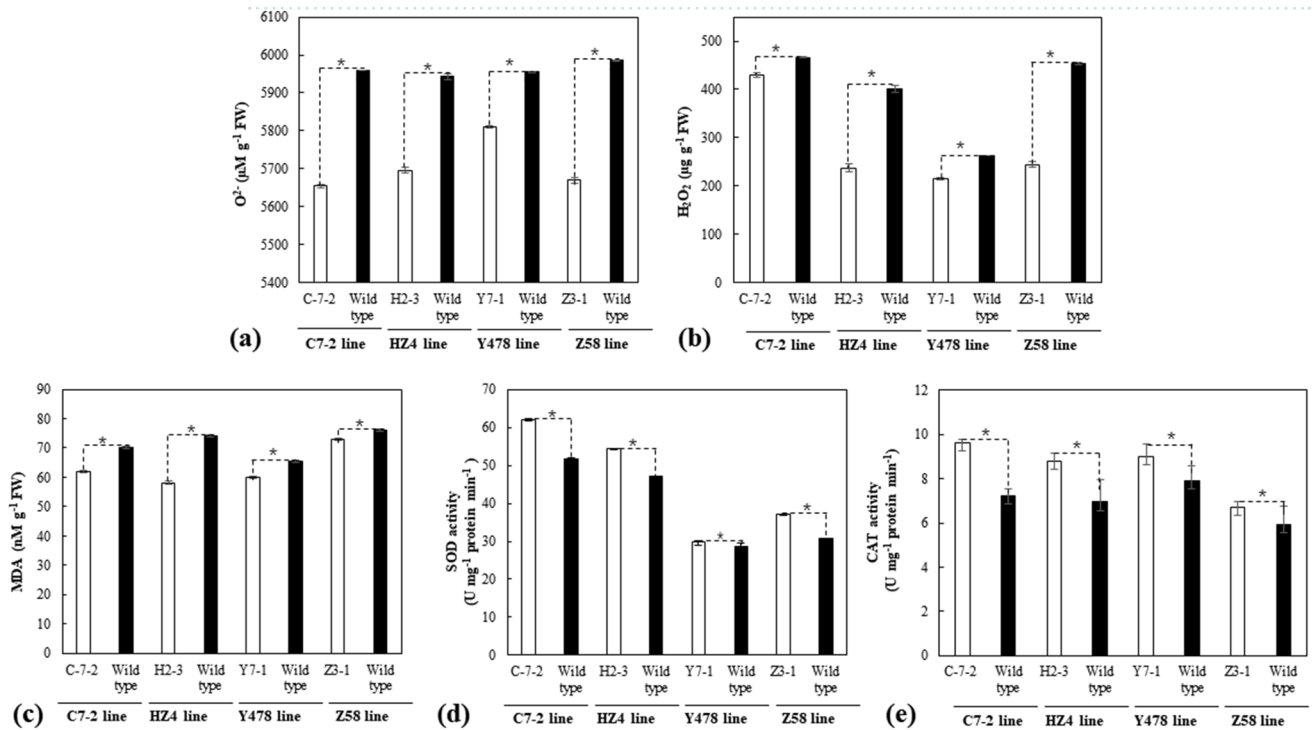 6100
6000
5900
5800
5700
5600
5500
5400
O²⁻ (µM g⁻¹ FW)
* * * *
C-7-2 Wild type H2-3 Wild type Y7-1 Wild type Z3-1 Wild type
C7-2 line HZ4 line Y478 line Z58 line
(a)
500
400
300
200
100
0
H₂O₂ (µg g⁻¹ FW)
* * * *
C-7-2 Wild type H2-3 Wild type Y7-1 Wild type Z3-1 Wild type
C7-2 line HZ4 line Y478 line Z58 line
(b)
90
80
70
60
50
40
30
20
10
0
MDA (nM g⁻¹ FW)
* * * *
C-7-2 Wild type H2-3 Wild type Y7-1 Wild type Z3-1 Wild type
C7-2 line HZ4 line Y478 line Z58 line
(c)
70
60
50
40
30
20
10
0
SOD activity
(U mg⁻¹ protein min⁻¹)
* * * *
C-7-2 Wild type H2-3 Wild type Y7-1 Wild type Z3-1 Wild type
C7-2 line HZ4 line Y478 line Z58 line
(d)
12
10
8
6
4
2
0
CAT activity
(U mg⁻¹ protein min⁻¹)
* * * *
C-7-2 Wild type H2-3 Wild type Y7-1 Wild type Z3-1 Wild type
C7-2 line HZ4 line Y478 line Z58 line
(e)